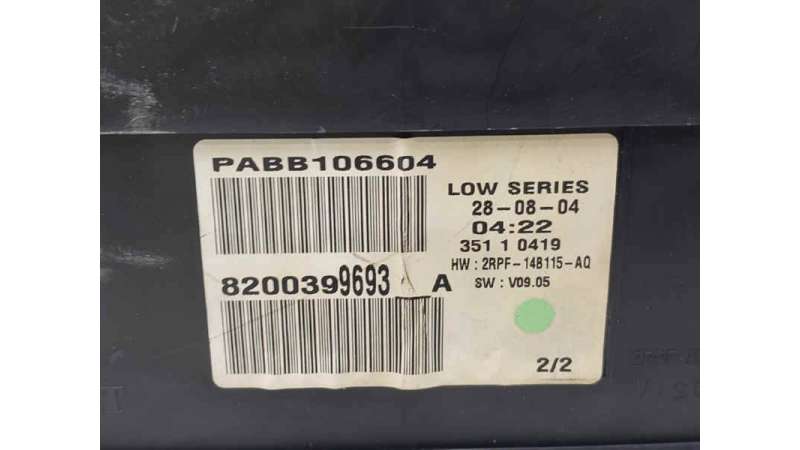 PABB106604
LOW SERIES
28-08-04
04:22
351 1 0419
HW : 2RPF-148115-AQ
SW : V09.05
8200399693 A
2/2